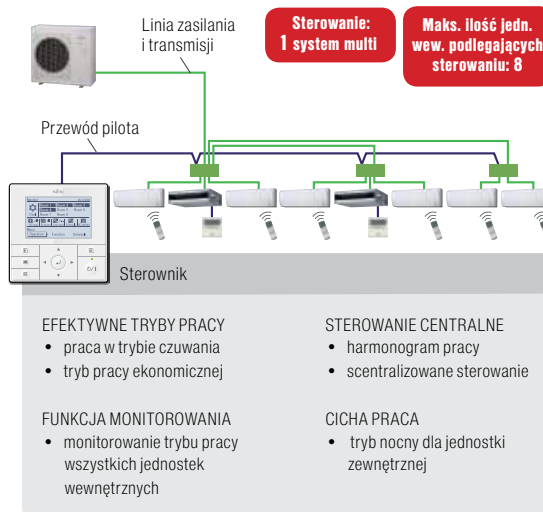 Linia zasilania
i transmisji
Sterowanie:
1 system multi
Maks. ilość jedn.
wew. podlegających
sterowaniu: 8
Przewód pilota
Sterownik
EFEKTYWNE TRYBY PRACY
• praca w trybie czuwania
• tryb pracy ekonomicznej
FUNKCJA MONITOROWANIA
• monitorowanie trybu pracy
wszystkich jednostek
wewnętrznych
STEROWANIE CENTRALNE
• harmonogram pracy
• scentralizowane sterowanie
CICHA PRACA
• tryb nocny dla jednostki
zewnętrznej